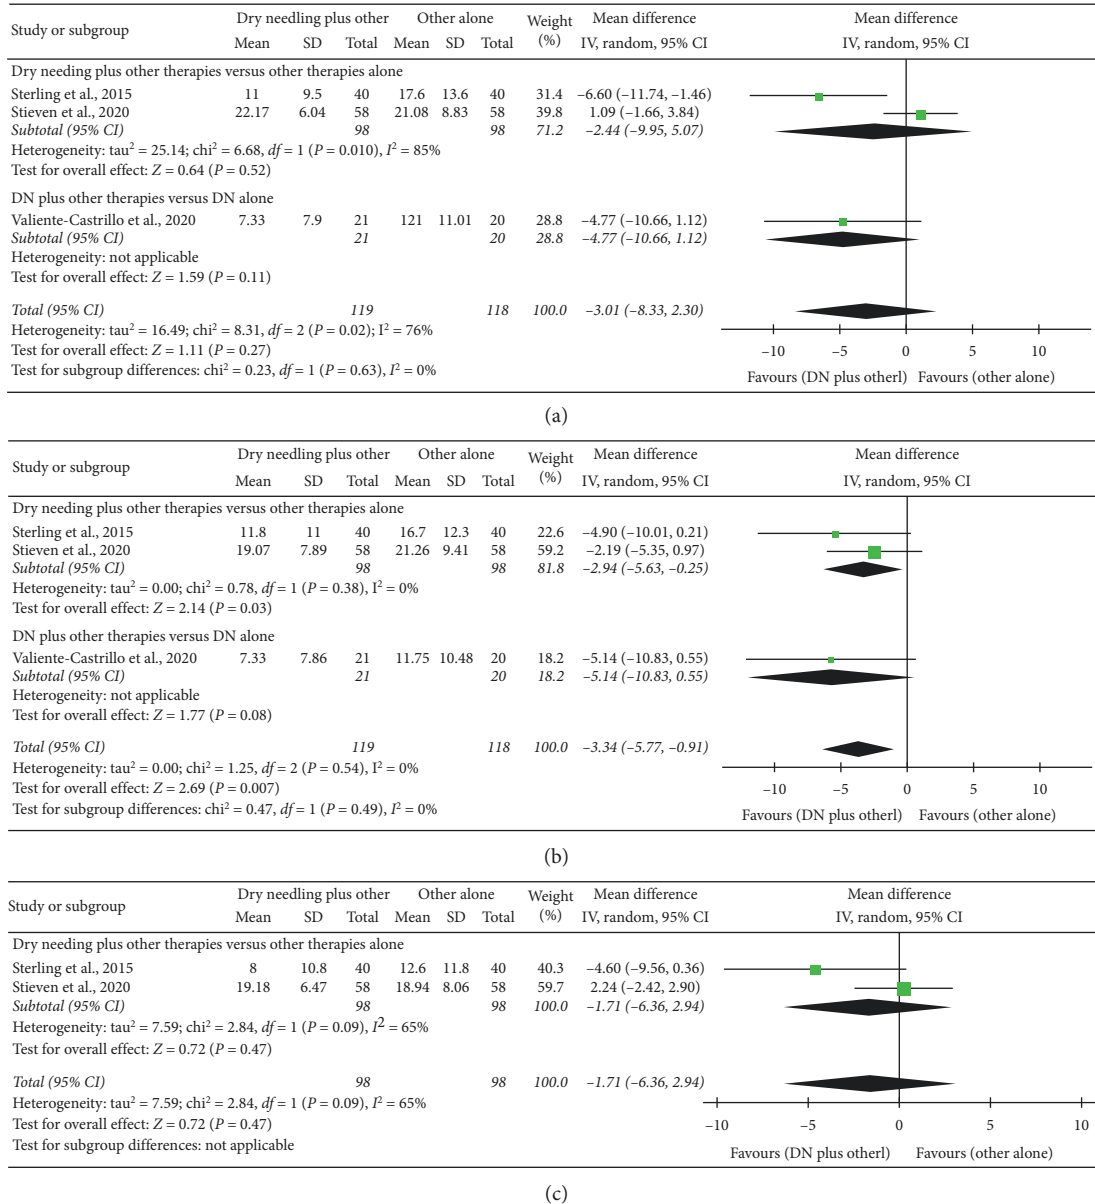 Study or subgroup Dry needling plus other Other alone Weight (%) Mean difference Mean difference
Mean SD Total Mean SD Total IV, random, 95% CI IV, random, 95% CI
Dry needing plus other therapies versus other therapies alone
Sterling et al., 2015 11 9.5 40 17.6 13.6 40 31.4 −6.60 (−11.74, −1.46)
Stieven et al., 2020 22.17 6.04 58 21.08 8.83 58 39.8 1.09 (−1.66, 3.84)
Subtotal (95% CI) 98 98 71.2 −2.44 (−9.95, 5.07)
Heterogeneity: tau² = 25.14; chi² = 6.68, df = 1 (P = 0.010), I² = 85%
Test for overall effect: Z = 0.64 (P = 0.52)
DN plus other therapies versus DN alone
Valiente-Castrillo et al., 2020 7.33 7.9 21 121 11.01 20 28.8 −4.77 (−10.66, 1.12)
Subtotal (95% CI) 21 20 28.8 −4.77 (−10.66, 1.12)
Heterogeneity: not applicable
Test for overall effect: Z = 1.59 (P = 0.11)
Total (95% CI) 119 118 100.0 −3.01 (−8.33, 2.30)
Heterogeneity: tau² = 16.49; chi² = 8.31, df = 2 (P = 0.02); I² = 76%
Test for overall effect: Z = 1.11 (P = 0.27)
Test for subgroup differences: chi² = 0.23, df = 1 (P = 0.63), I² = 0%
−10 −5 0 5 10
Favours (DN plus otherl) Favours (other alone)
(a)
Study or subgroup Dry needling plus other Other alone Weight (%) Mean difference Mean difference
Mean SD Total Mean SD Total IV, random, 95% CI IV, random, 95% CI
Dry needing plus other therapies versus other therapies alone
Sterling et al., 2015 11.8 11 40 16.7 12.3 40 22.6 −4.90 (−10.01, 0.21)
Stieven et al., 2020 19.07 7.89 58 21.26 9.41 58 59.2 −2.19 (−5.35, 0.97)
Subtotal (95% CI) 98 98 81.8 −2.94 (−5.63, −0.25)
Heterogeneity: tau² = 0.00; chi² = 0.78, df = 1 (P = 0.38), I² = 0%
Test for overall effect: Z = 2.14 (P = 0.03)
DN plus other therapies versus DN alone
Valiente-Castrillo et al., 2020 7.33 7.86 21 11.75 10.48 20 18.2 −5.14 (−10.83, 0.55)
Subtotal (95% CI) 21 20 18.2 −5.14 (−10.83, 0.55)
Heterogeneity: not applicable
Test for overall effect: Z = 1.77 (P = 0.08)
Total (95% CI) 119 118 100.0 −3.34 (−5.77, −0.91)
Heterogeneity: tau² = 0.00; chi² = 1.25, df = 2 (P = 0.54), I² = 0%
Test for overall effect: Z = 2.69 (P = 0.007)
Test for subgroup differences: chi² = 0.47, df = 1 (P = 0.49), I² = 0%
−10 −5 0 5 10
Favours (DN plus otherl) Favours (other alone)
(b)
Study or subgroup Dry needling plus other Other alone Weight (%) Mean difference Mean difference
Mean SD Total Mean SD Total IV, random, 95% CI IV, random, 95% CI
Dry needing plus other therapies versus other therapies alone
Sterling et al., 2015 8 10.8 40 12.6 11.8 40 40.3 −4.60 (−9.56, 0.36)
Stieven et al., 2020 19.18 6.47 58 18.94 8.06 58 59.7 2.24 (−2.42, 2.90)
Subtotal (95% CI) 98 98 100.0 −1.71 (−6.36, 2.94)
Heterogeneity: tau² = 7.59; chi² = 2.84, df = 1 (P = 0.09), I² = 65%
Test for overall effect: Z = 0.72 (P = 0.47)
Total (95% CI) 98 98 100.0 −1.71 (−6.36, 2.94)
Heterogeneity: tau² = 7.59; chi² = 2.84, df = 1 (P = 0.09), I² = 65%
Test for overall effect: Z = 0.72 (P = 0.47)
Test for subgroup differences: not applicable
−10 −5 0 5 10
Favours (DN plus otherl) Favours (other alone)
(c)